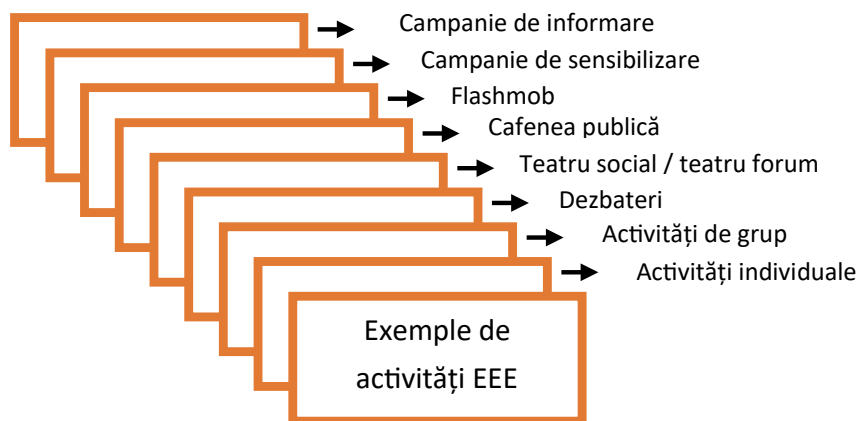 Campanie de informare
Campanie de sensibilizare
Flashmob
Cafenea publică
Teatru social / teatru forum
Dezbateri
Activități de grup
Activități individuale
Exemple de
activități EEE